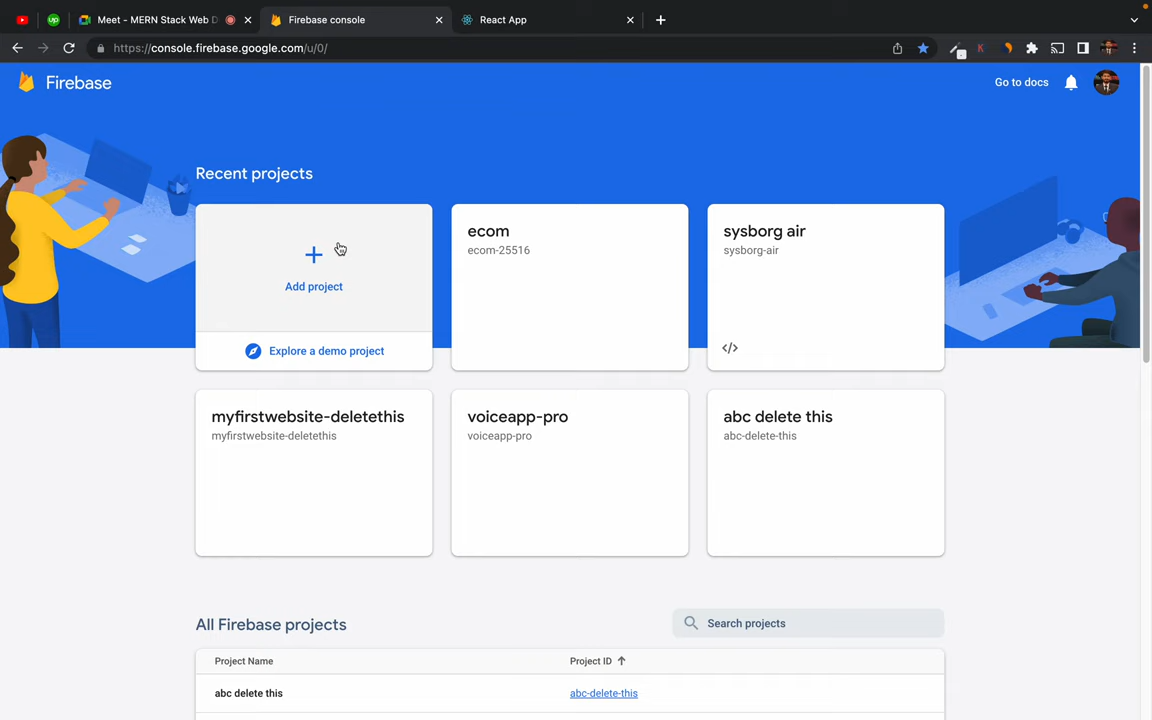 Meet - MERN Stack Web D
Firebase console
React App
https://console.firebase.google.com/u/0/
Firebase
Go to docs
Recent projects
Add project
Explore a demo project
ecom
ecom-25516
sysborg air
sysborg-air
</>
myfirstwebsite-deletethis
myfirstwebsite-deletethis
voiceapp-pro
voiceapp-pro
abc delete this
abc-delete-this
All Firebase projects
Search projects
Project Name
Project ID
abc delete this
abc-delete-this